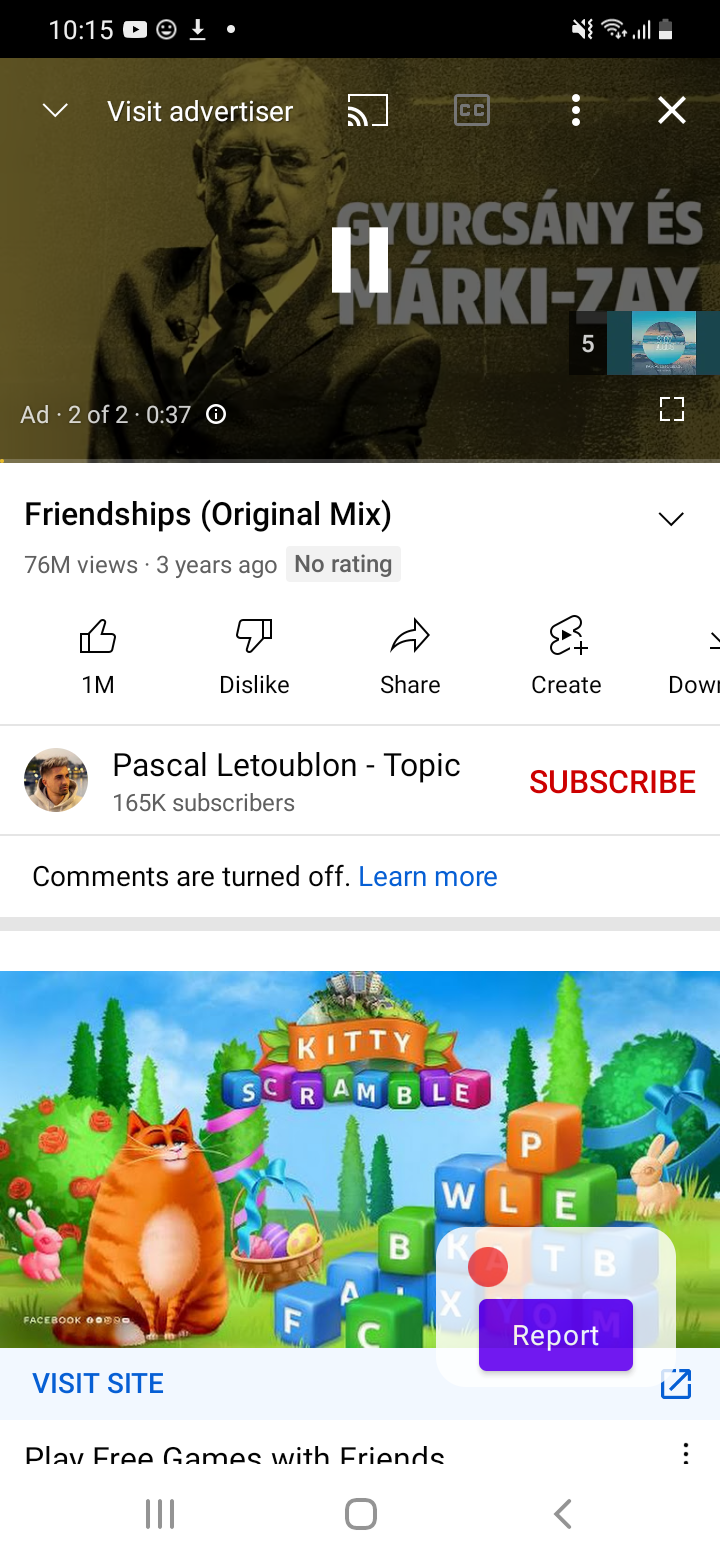 10:15
Visit advertiser
CC
GYURCSÁNY ÉS
MÁRKI-ZAY
5
Ad · 2 of 2 · 0:37
Friendships (Original Mix)
76M views · 3 years ago No rating
1M Dislike Share Create
Pascal Letoublon - Topic
165K subscribers
SUBSCRIBE
Comments are turned off. Learn more
KITTY
SCRAMBLE
P
W L E
B K A T B
F A X Y O M
C
FACEBOOK
Report
VISIT SITE
Play Free Games with Friends